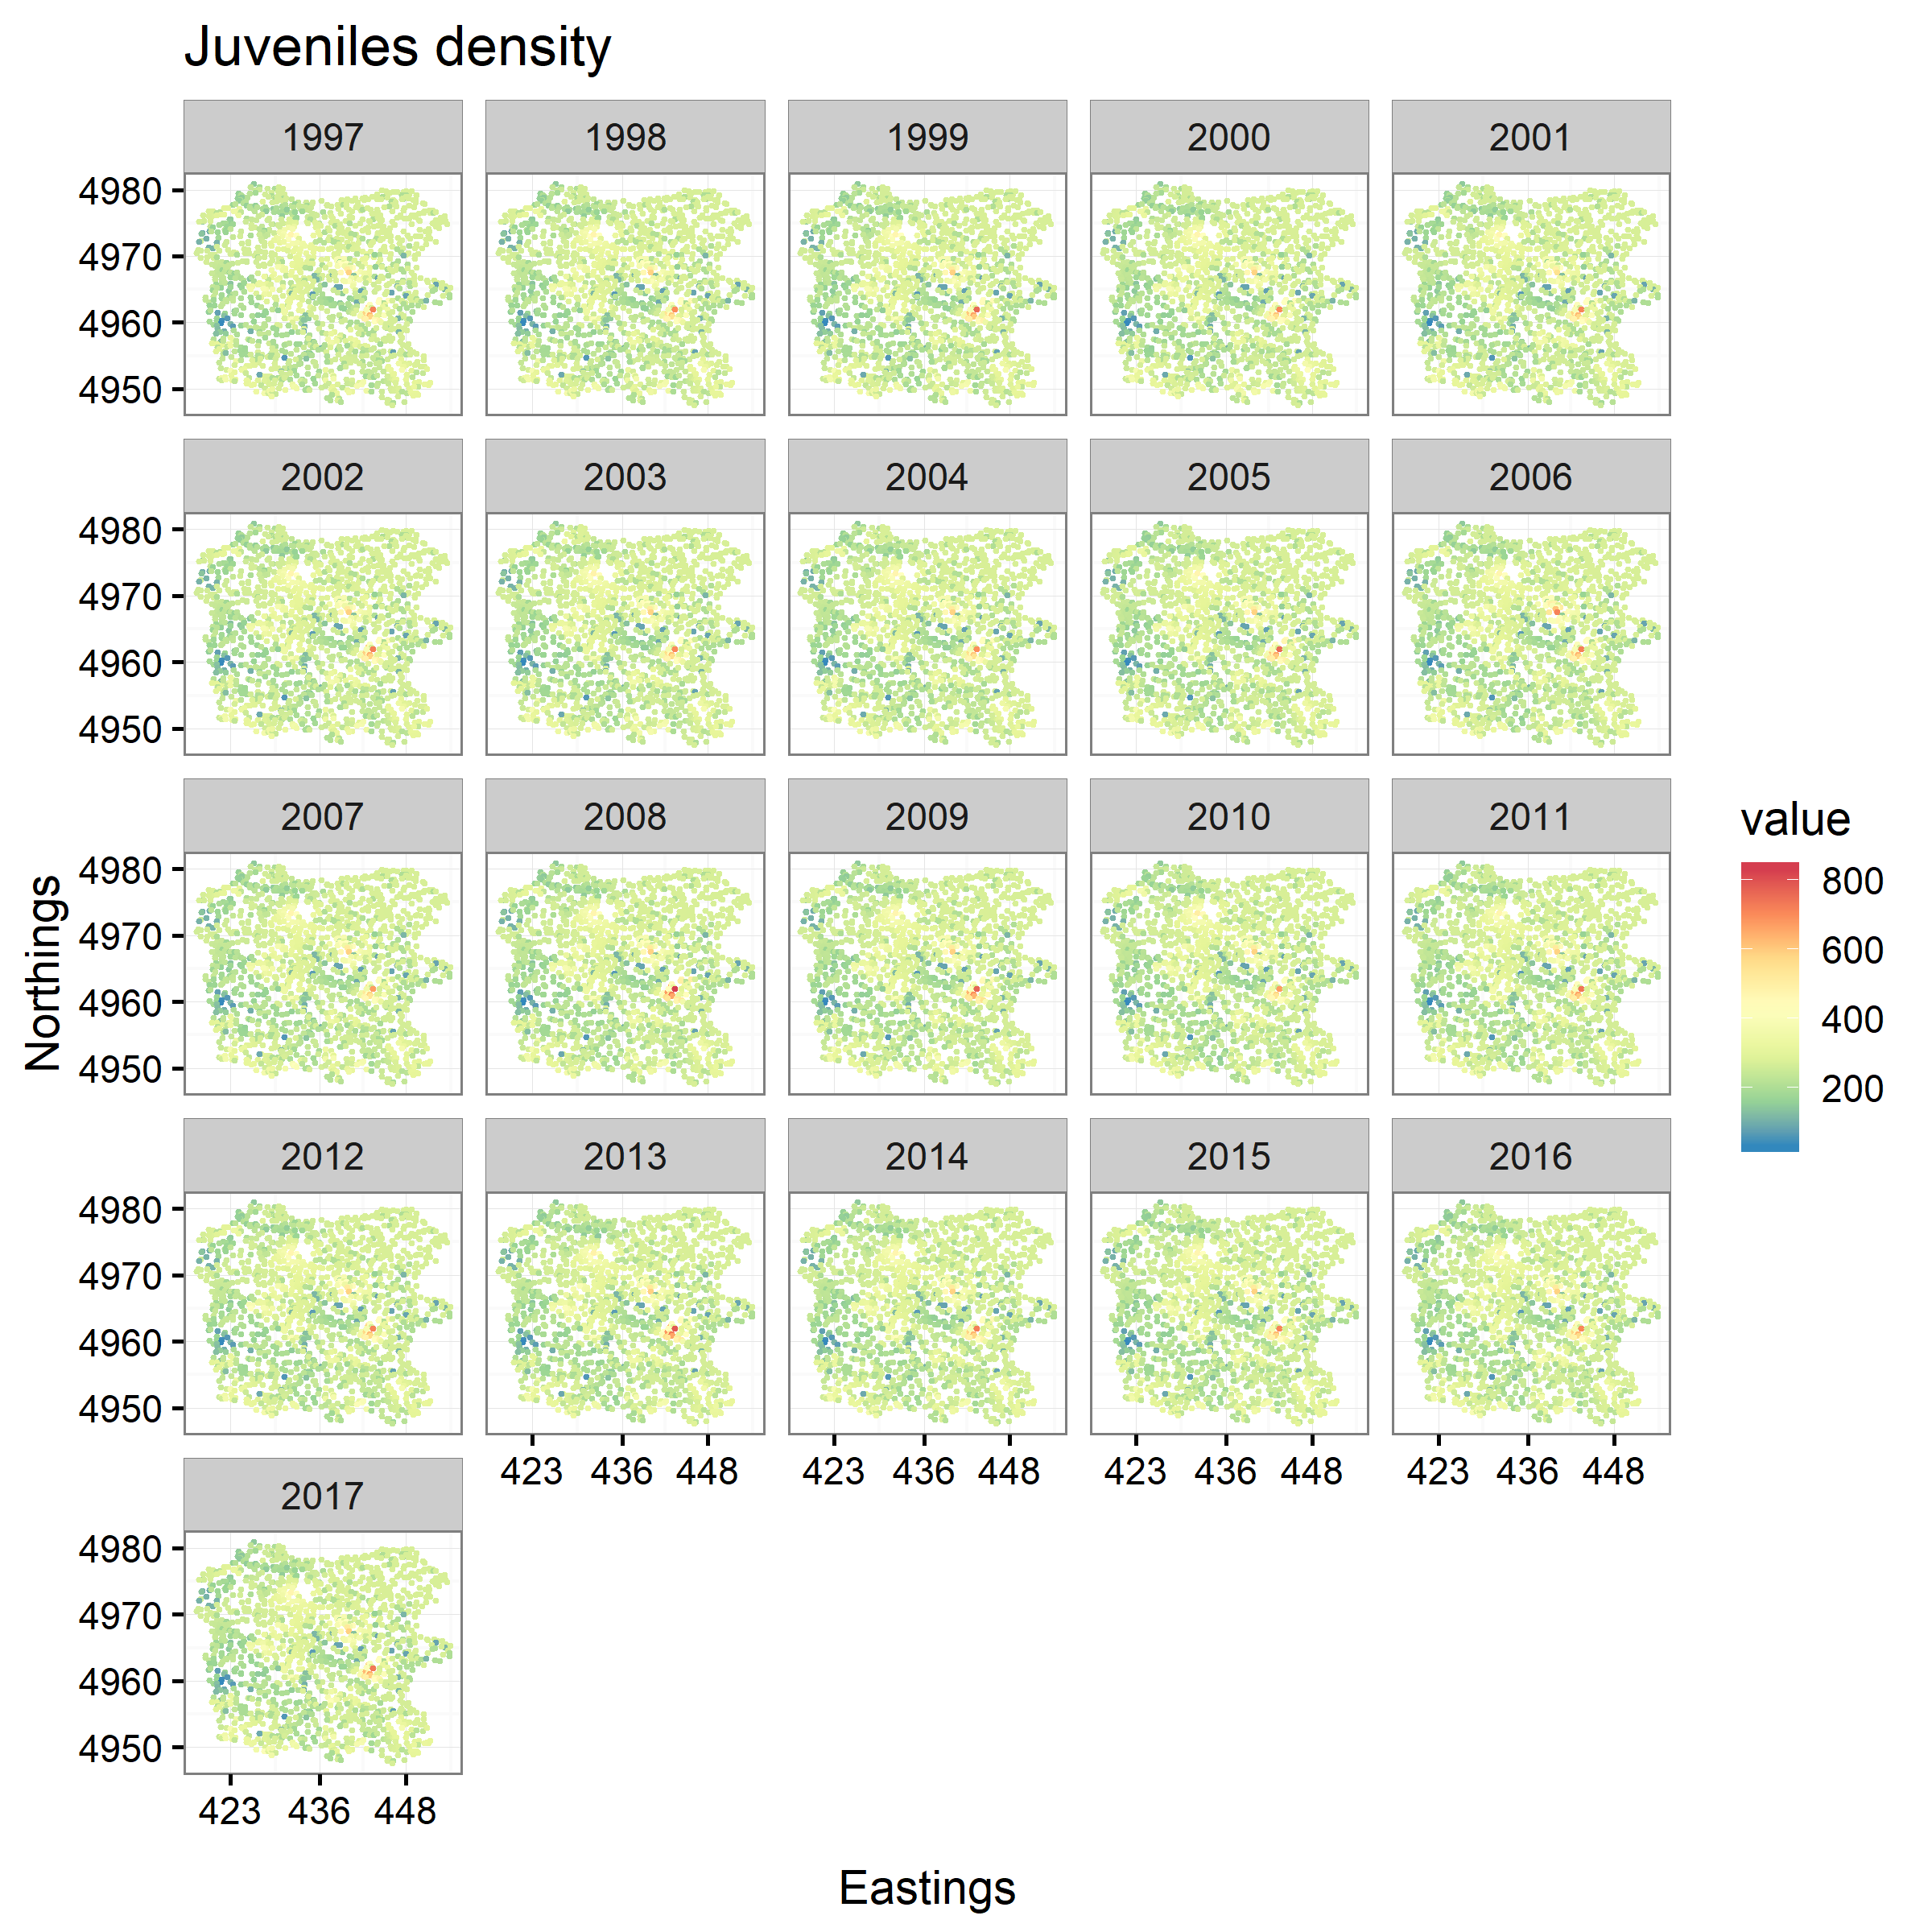 Juveniles density
1997 1998 1999 2000 2001
4980
4970
4960
4950
2002 2003 2004 2005 2006
4980
4970
4960
4950
2007 2008 2009 2010 2011
4980
4970
4960
4950
2012 2013 2014 2015 2016
4980
4970
4960
4950
423 436 448 423 436 448 423 436 448 423 436 448
2017
4980
4970
4960
4950
423 436 448
Eastings
Northings
value
800
600
400
200